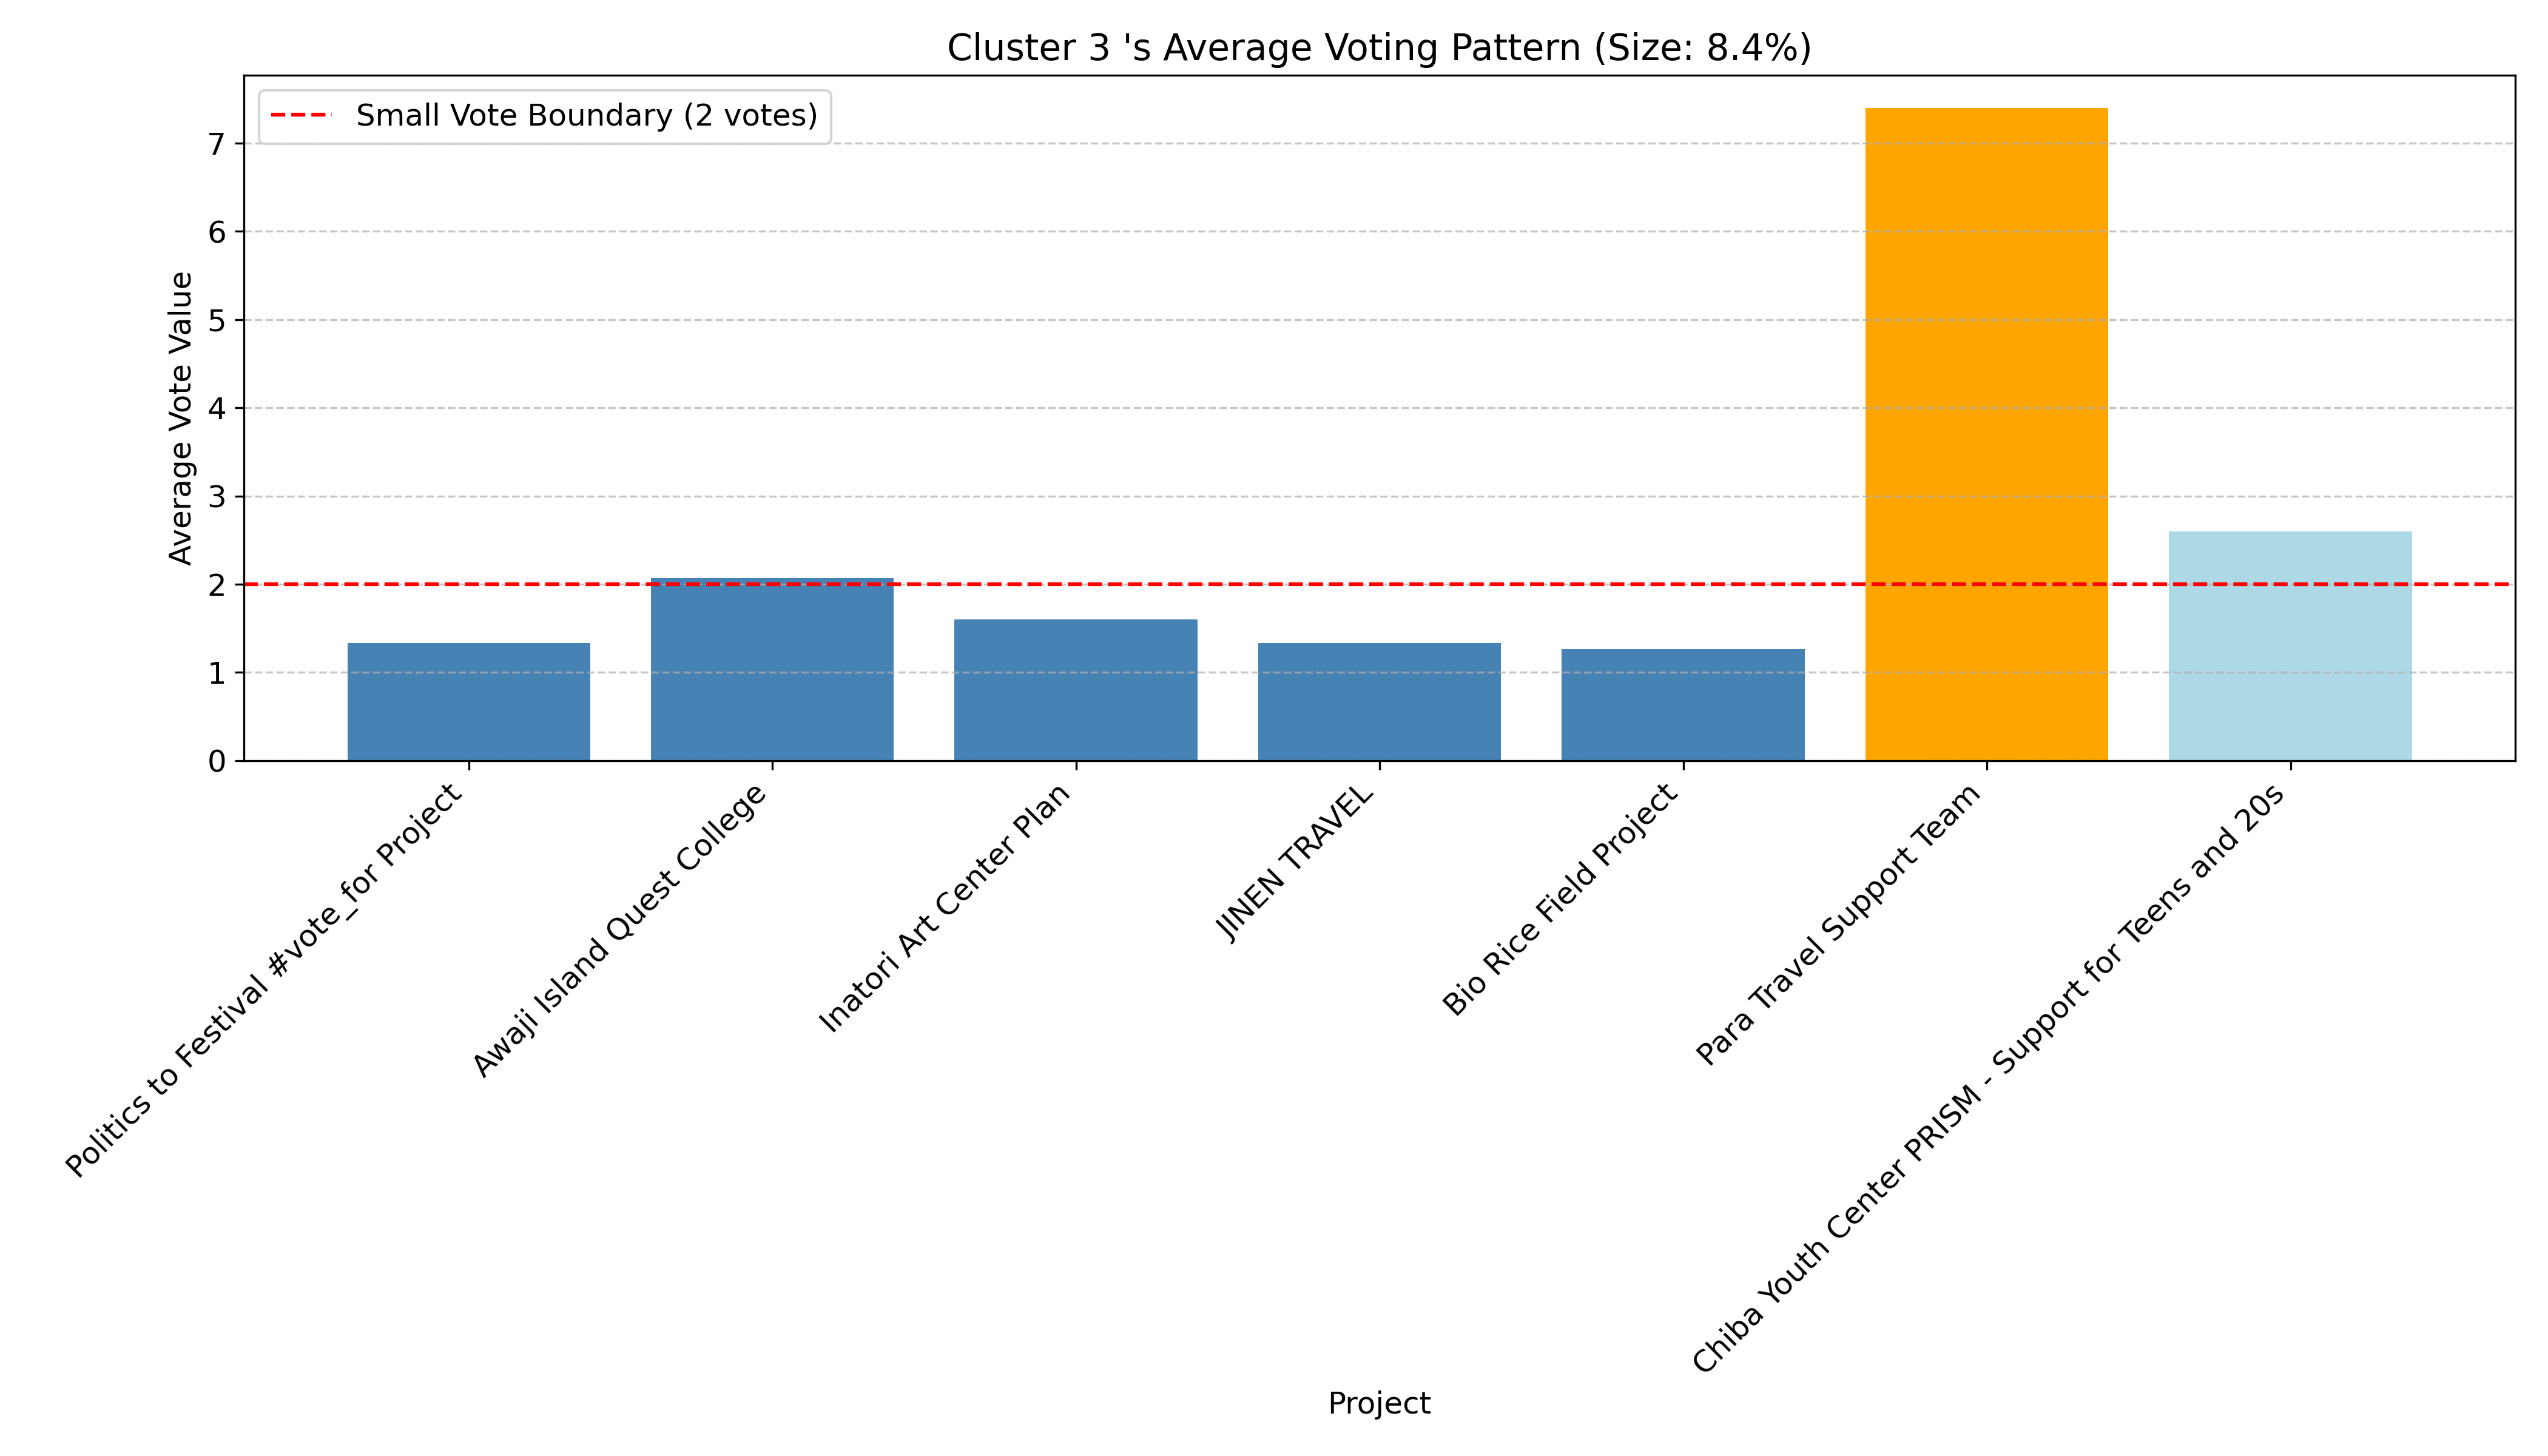 Cluster 3 's Average Voting Pattern (Size: 8.4%)
Small Vote Boundary (2 votes)
Average Vote Value
7
6
5
4
3
2
1
0
Politics to Festival #vote_for Project
Awaji Island Quest College
Inatori Art Center Plan
JINEN TRAVEL
Bio Rice Field Project
Para Travel Support Team
Chiba Youth Center PRISM - Support for Teens and 20s
Project